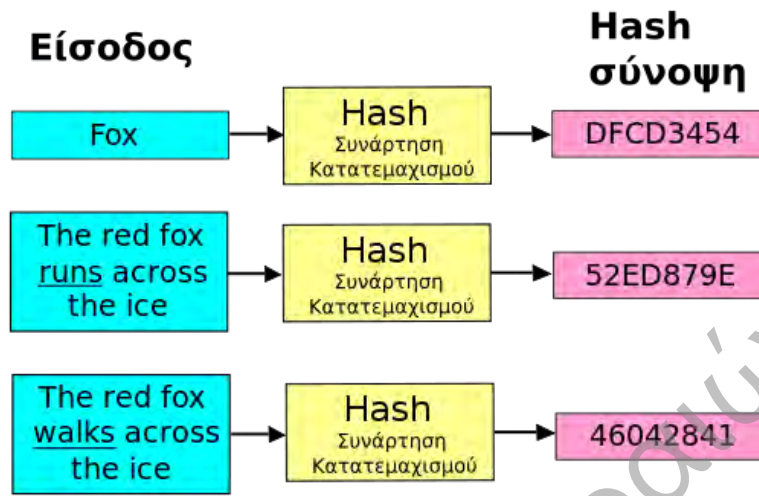 Είσοδος
Hash
σύνοψη
Fox
Hash
Συνάρτηση
Κατατεμαχισμού
DFCD3454
The red fox
runs across
the ice
Hash
Συνάρτηση
Κατατεμαχισμού
52ED879E
The red fox
walks across
the ice
Hash
Συνάρτηση
Κατατεμαχισμού
46042841